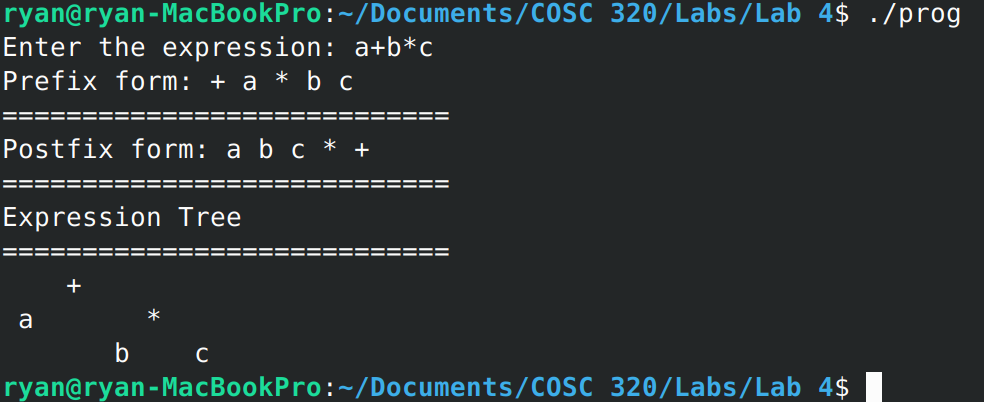 ryan@ryan-MacBookPro:~/Documents/COSC 320/Labs/Lab 4$ ./prog
Enter the expression: a+b*c
Prefix form: + a * b c
============================
Postfix form: a b c * +
============================
Expression Tree
============================
    +
 a       *
       b    c
ryan@ryan-MacBookPro:~/Documents/COSC 320/Labs/Lab 4$